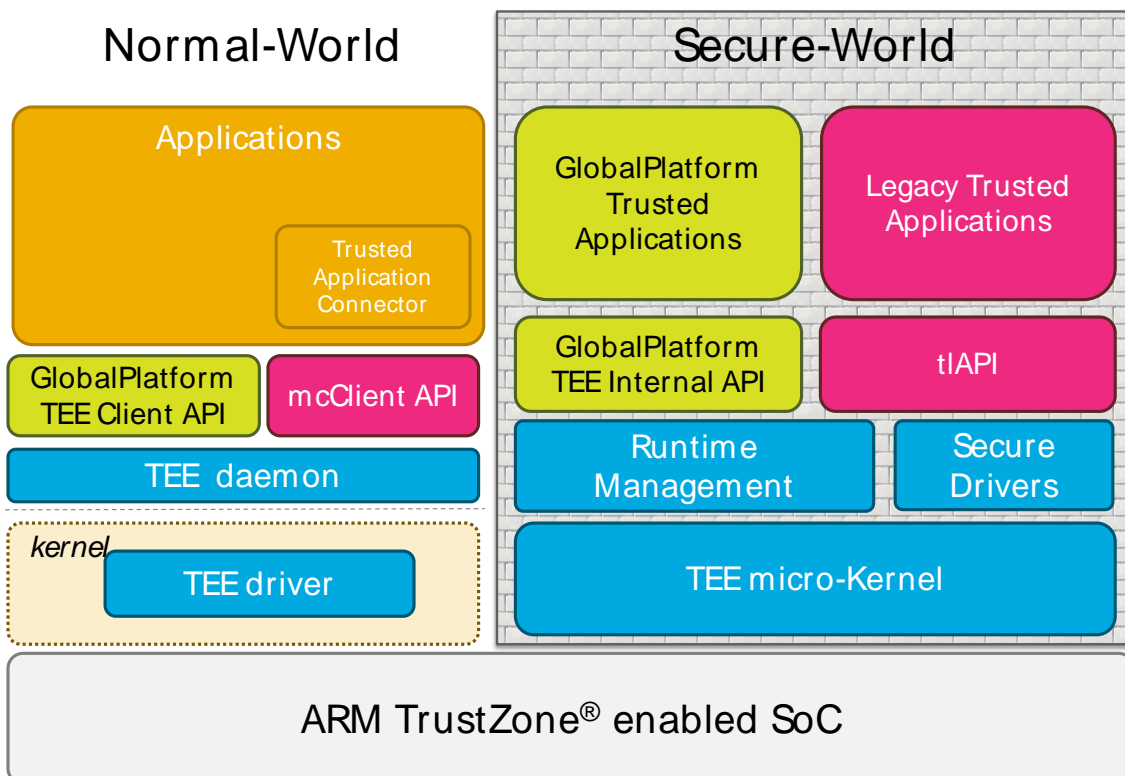 Normal-World
Applications
Trusted
Application
Connector
GlobalPlatform
TEE Client API
mcClient API
TEE daemon
kernel
TEE driver
Secure-World
GlobalPlatform
Trusted
Applications
Legacy Trusted
Applications
GlobalPlatform
TEE Internal API
tlAPI
Runtime
Management
Secure
Drivers
TEE micro-Kernel
ARM TrustZone® enabled SoC